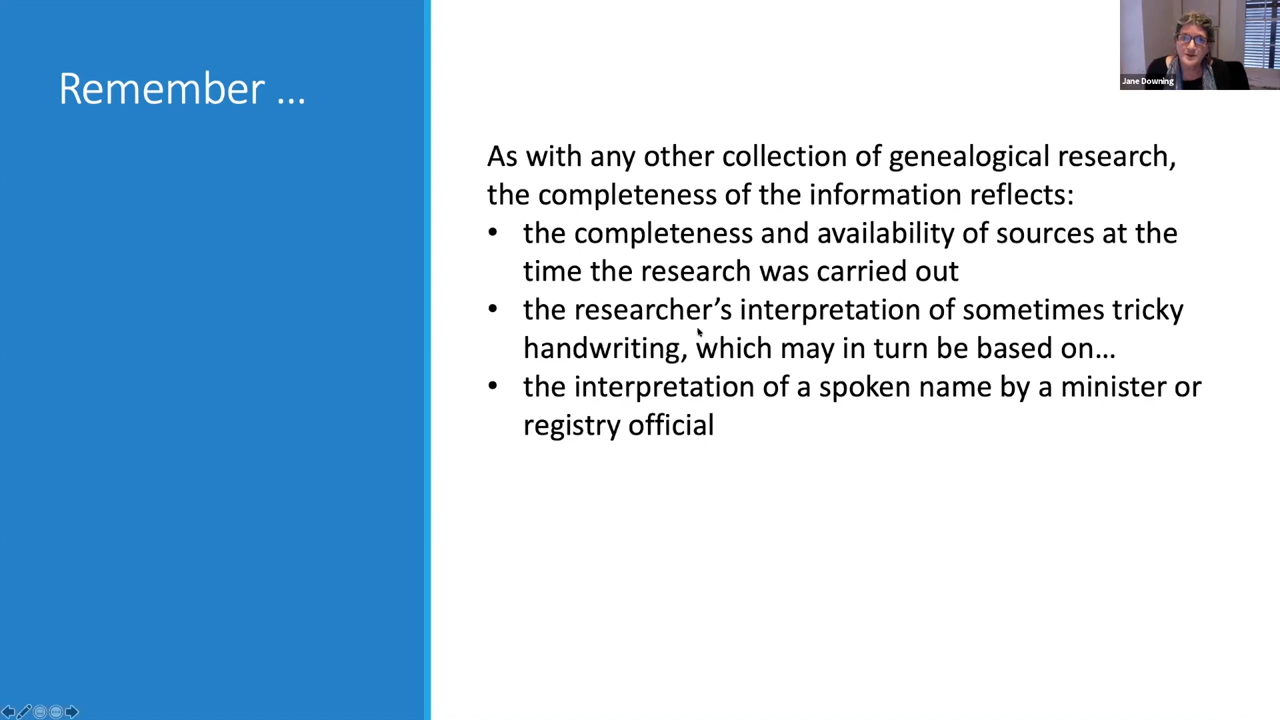 Remember ...
Jane Downing
As with any other collection of genealogical research,
the completeness of the information reflects:
• the completeness and availability of sources at the
time the research was carried out
• the researcher’s interpretation of sometimes tricky
handwriting, which may in turn be based on…
• the interpretation of a spoken name by a minister or
registry official